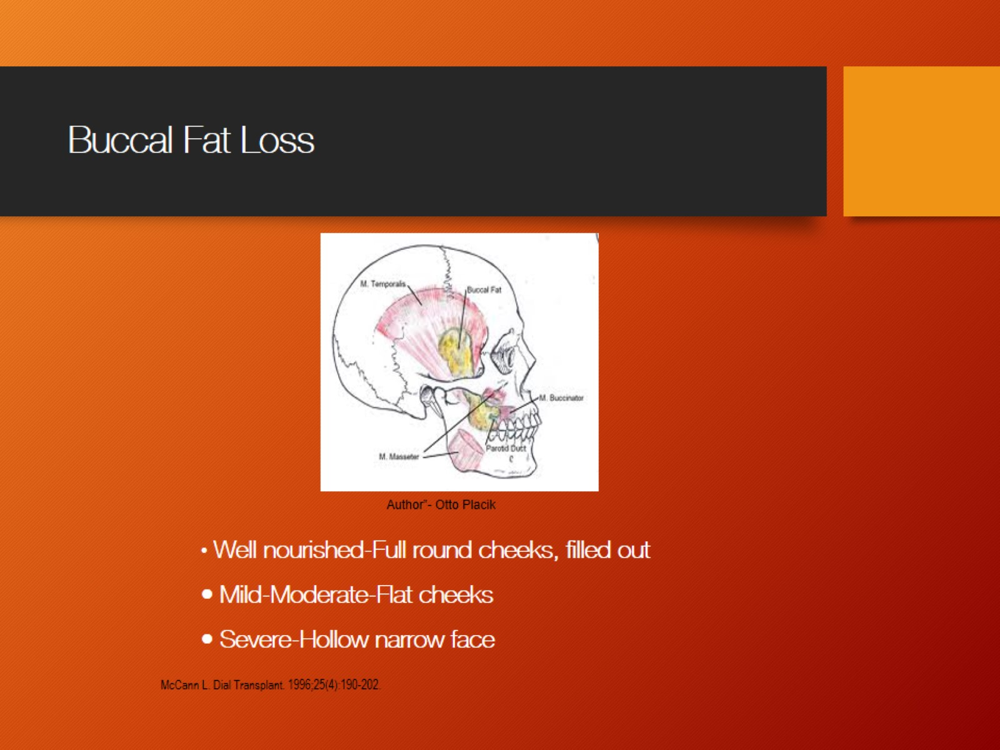 Buccal Fat Loss
M. Temporalis
Buccal Fat
M. Buccinator
Parotid Duct
M. Masseter
Author”- Otto Placik
• Well nourished-Full round cheeks, filled out
• Mild-Moderate-Flat cheeks
• Severe-Hollow narrow face
McCann L. Dial Transplant. 1996;25(4):190-202.